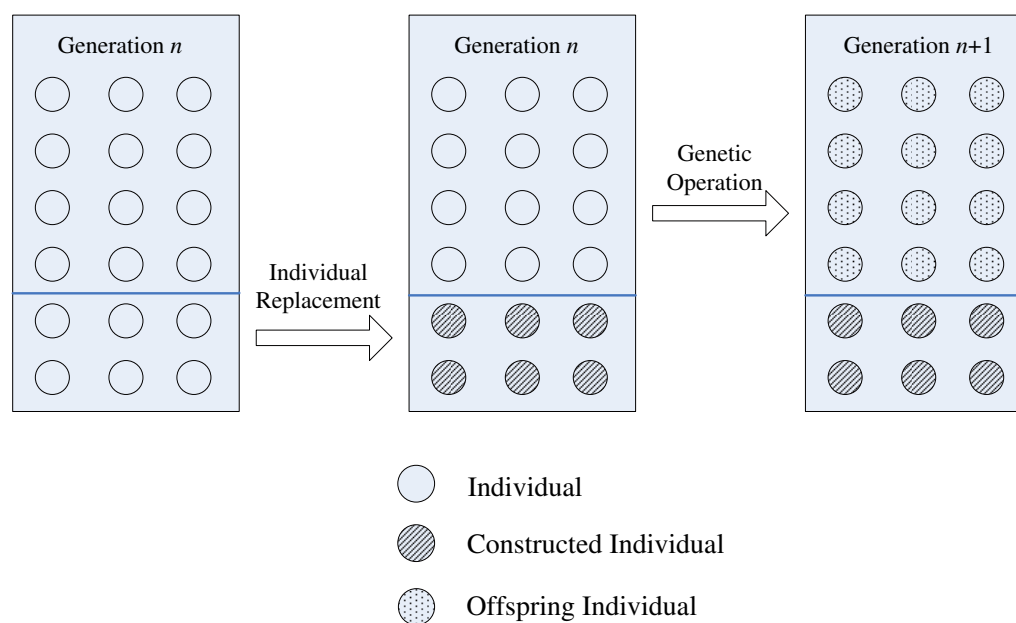 Generation n
Generation n
Generation n+1
Individual
Replacement
Genetic
Operation
Individual
Constructed Individual
Offspring Individual